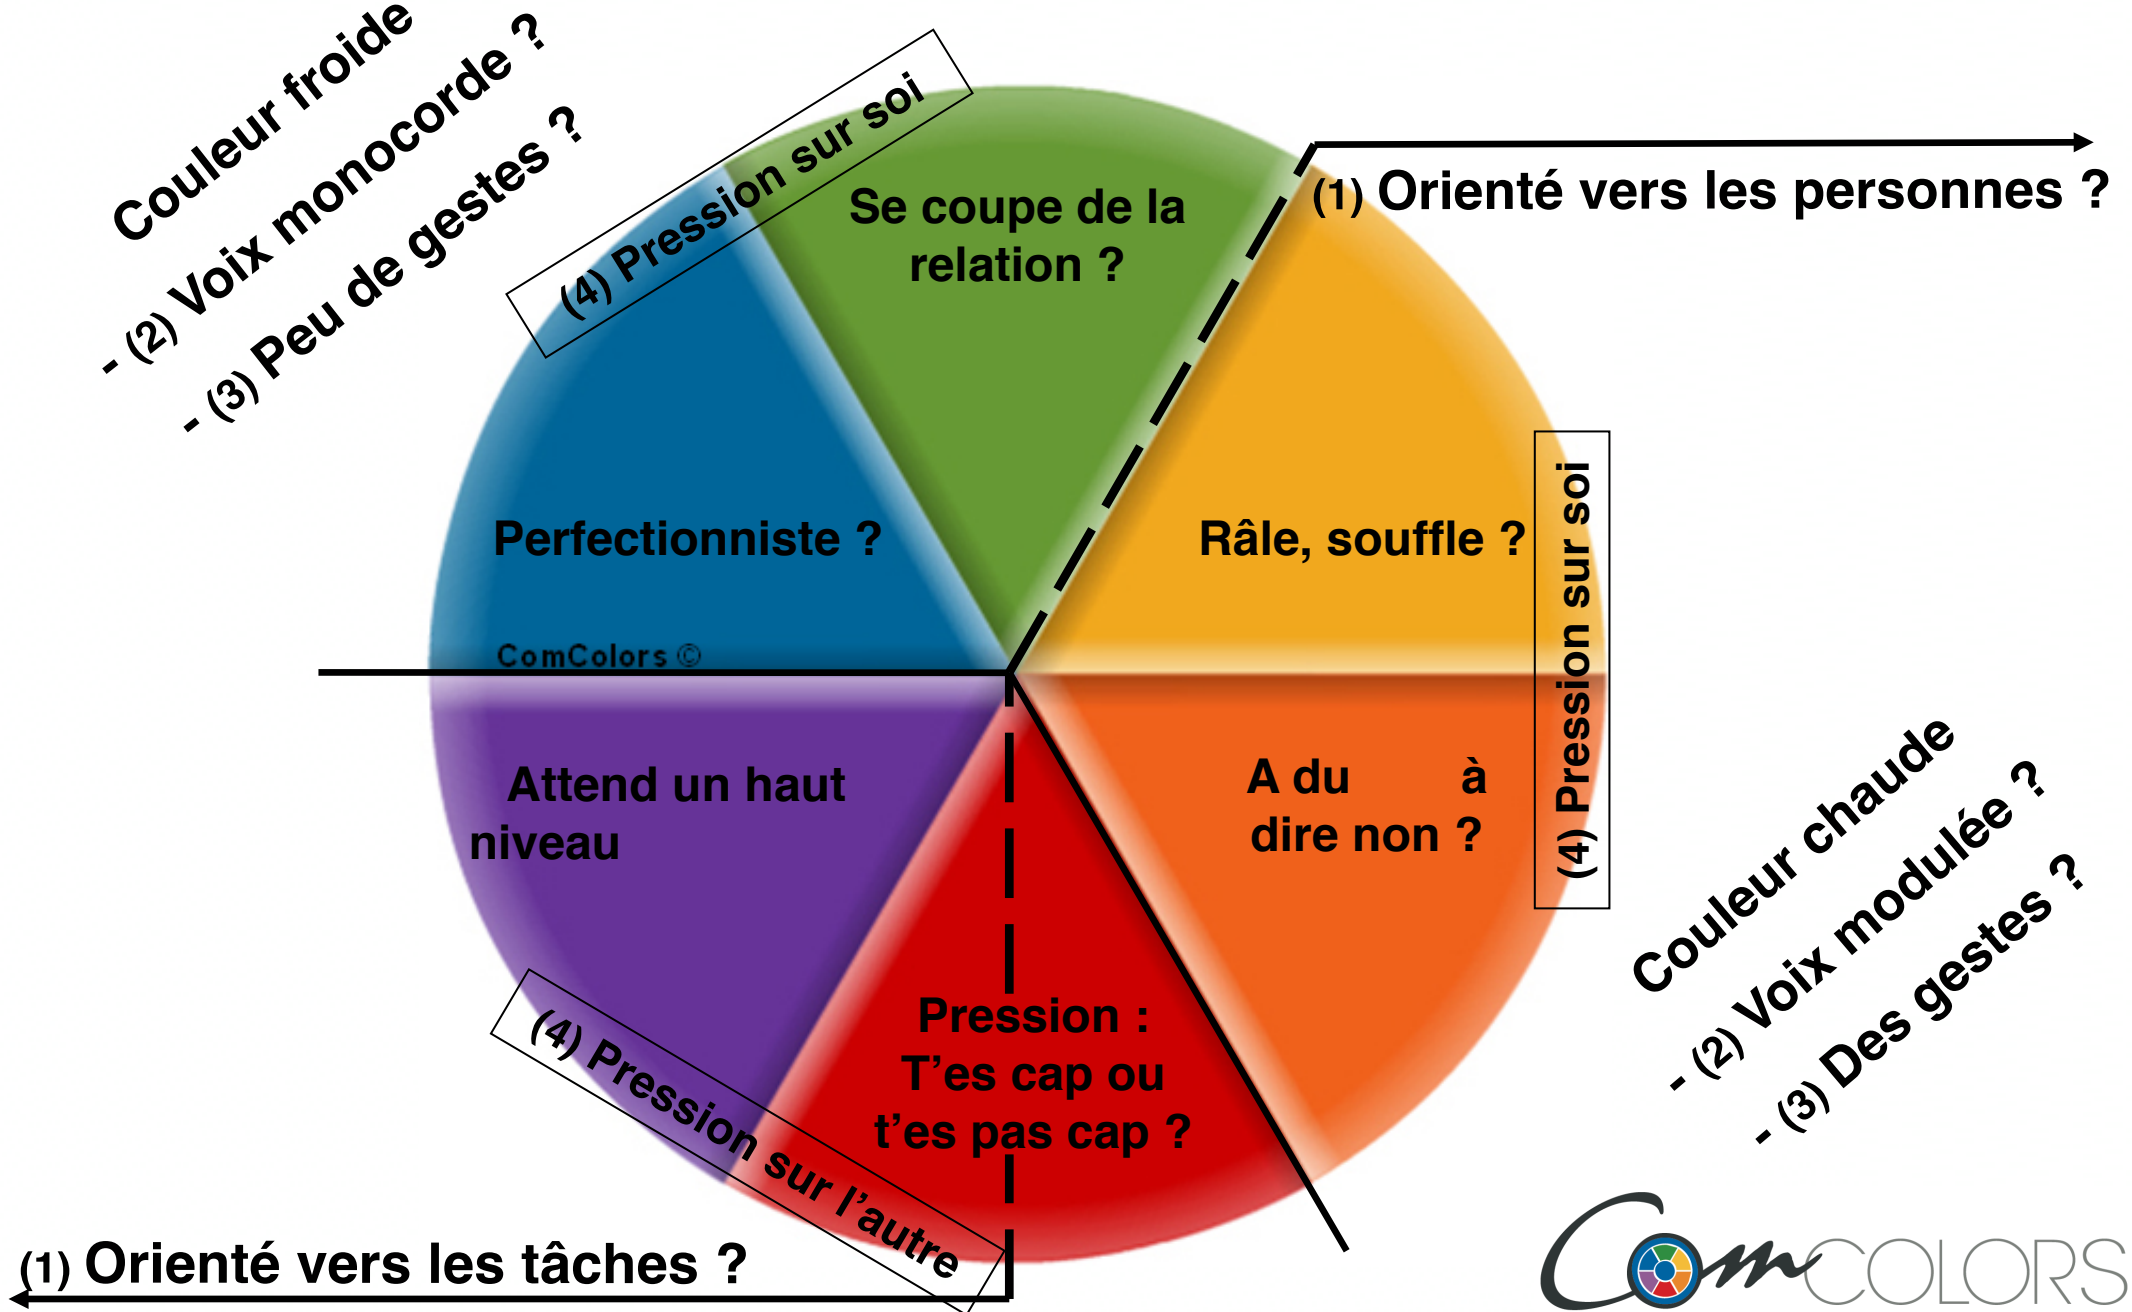 Couleur froide
- (2) Voix monocorde ?
- (3) Peu de gestes ?
(4) Pression sur soi
Se coupe de la
relation ?
(1) Orienté vers les personnes ?
Perfectionniste ?
Râle, souffle ?
(4) Pression sur soi
ComColors ©
Attend un haut
niveau
A du à
dire non ?
Couleur chaude
- (2) Voix modulée ?
- (3) Des gestes ?
Pression :
T’es cap ou
t’es pas cap ?
(4) Pression sur l’autre
(1) Orienté vers les tâches ?
ComCOLORS